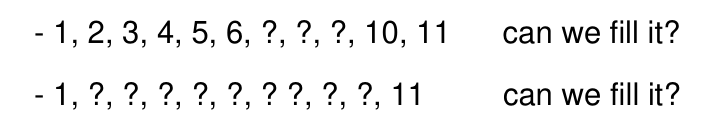 - 1, 2, 3, 4, 5, 6, ?, ?, ?, 10, 11 can we fill it?
- 1, ?, ?, ?, ?, ?, ? ?, ?, ?, 11 can we fill it?